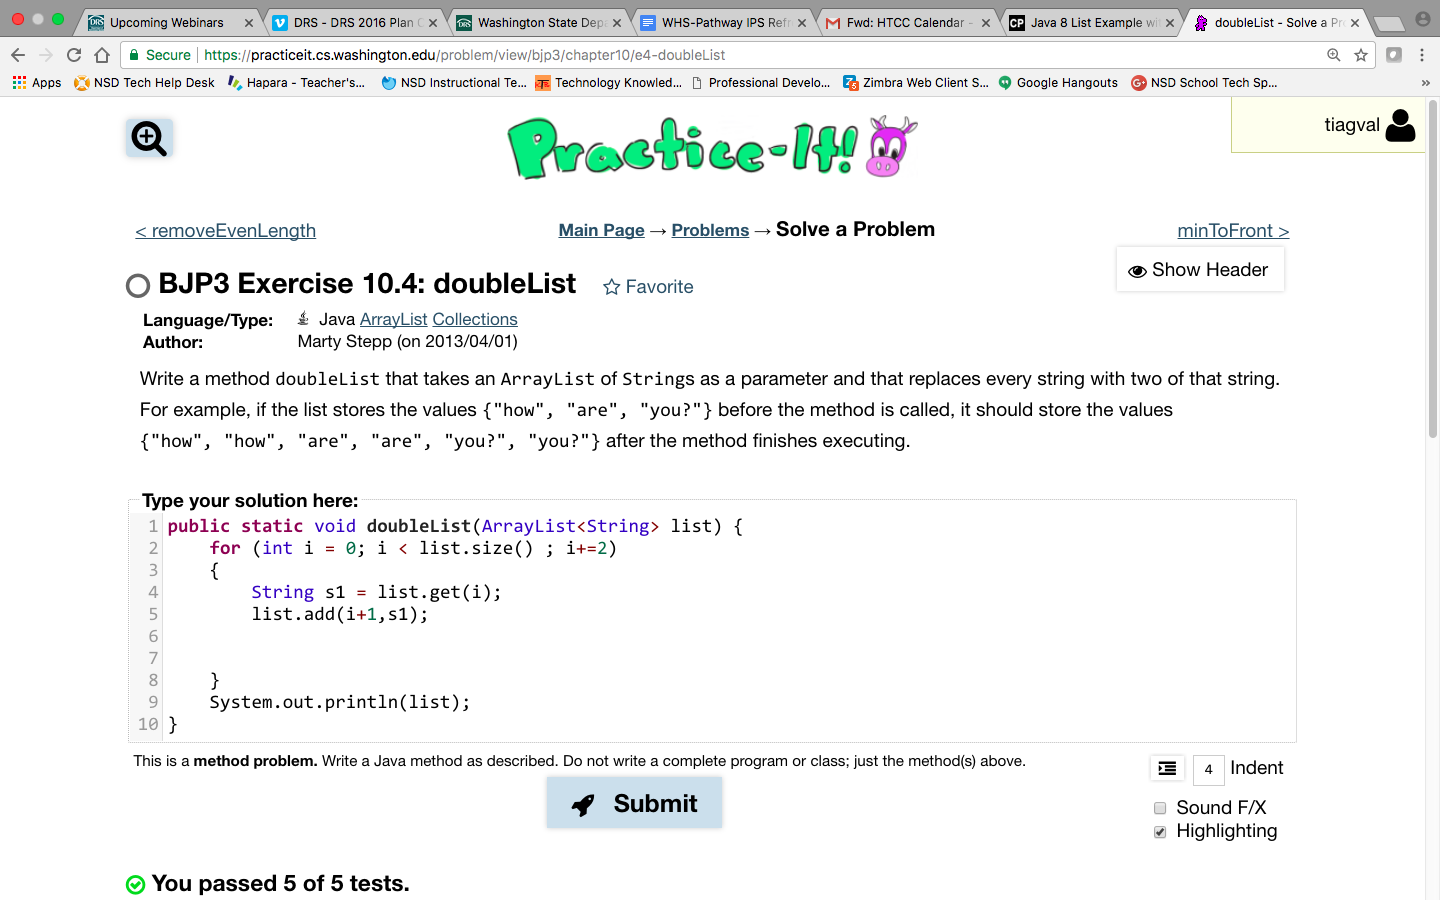 Upcoming Webinars
DRS - DRS 2016 Plan
Washington State Dep
WHS-Pathway IPS Refr
Fwd: HTCC Calendar -
Java 8 List Example wi
doubleList - Solve a Pr
Secure
https://practiceit.cs.washington.edu/problem/view/bjp3/chapter10/e4-doubleList
Apps
NSD Tech Help Desk
Hapara - Teacher's...
NSD Instructional Te...
Technology Knowled...
Professional Develo...
Zimbra Web Client S...
Google Hangouts
NSD School Tech Sp...
»
Practice-It!
tiagval
< removeEvenLength
Main Page → Problems → Solve a Problem
minToFront >
Show Header
BJP3 Exercise 10.4: doubleList
Favorite
Language/Type: Java ArrayList Collections
Author: Marty Stepp (on 2013/04/01)
Write a method doubleList that takes an ArrayList of Strings as a parameter and that replaces every string with two of that string.
For example, if the list stores the values {"how", "are", "you?"} before the method is called, it should store the values
{"how", "how", "are", "are", "you?", "you?"} after the method finishes executing.
Type your solution here:
1 public static void doubleList(ArrayList<String> list) {
2     for (int i = 0; i < list.size() ; i+=2)
3     {
4         String s1 = list.get(i);
5         list.add(i+1,s1);
6
7
8     }
9     System.out.println(list);
10 }
This is a method problem. Write a Java method as described. Do not write a complete program or class; just the method(s) above.
4 Indent
Submit
Sound F/X
Highlighting
You passed 5 of 5 tests.